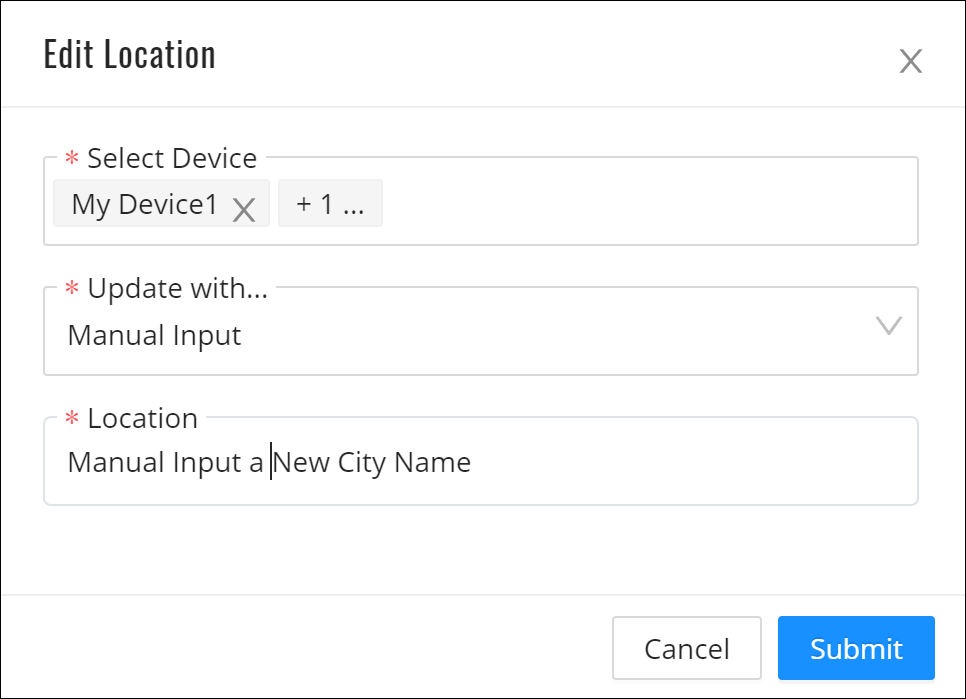 Edit Location
X
* Select Device
My Device1 X + 1 ...
* Update with...
Manual Input
* Location
Manual Input a New City Name
Cancel Submit